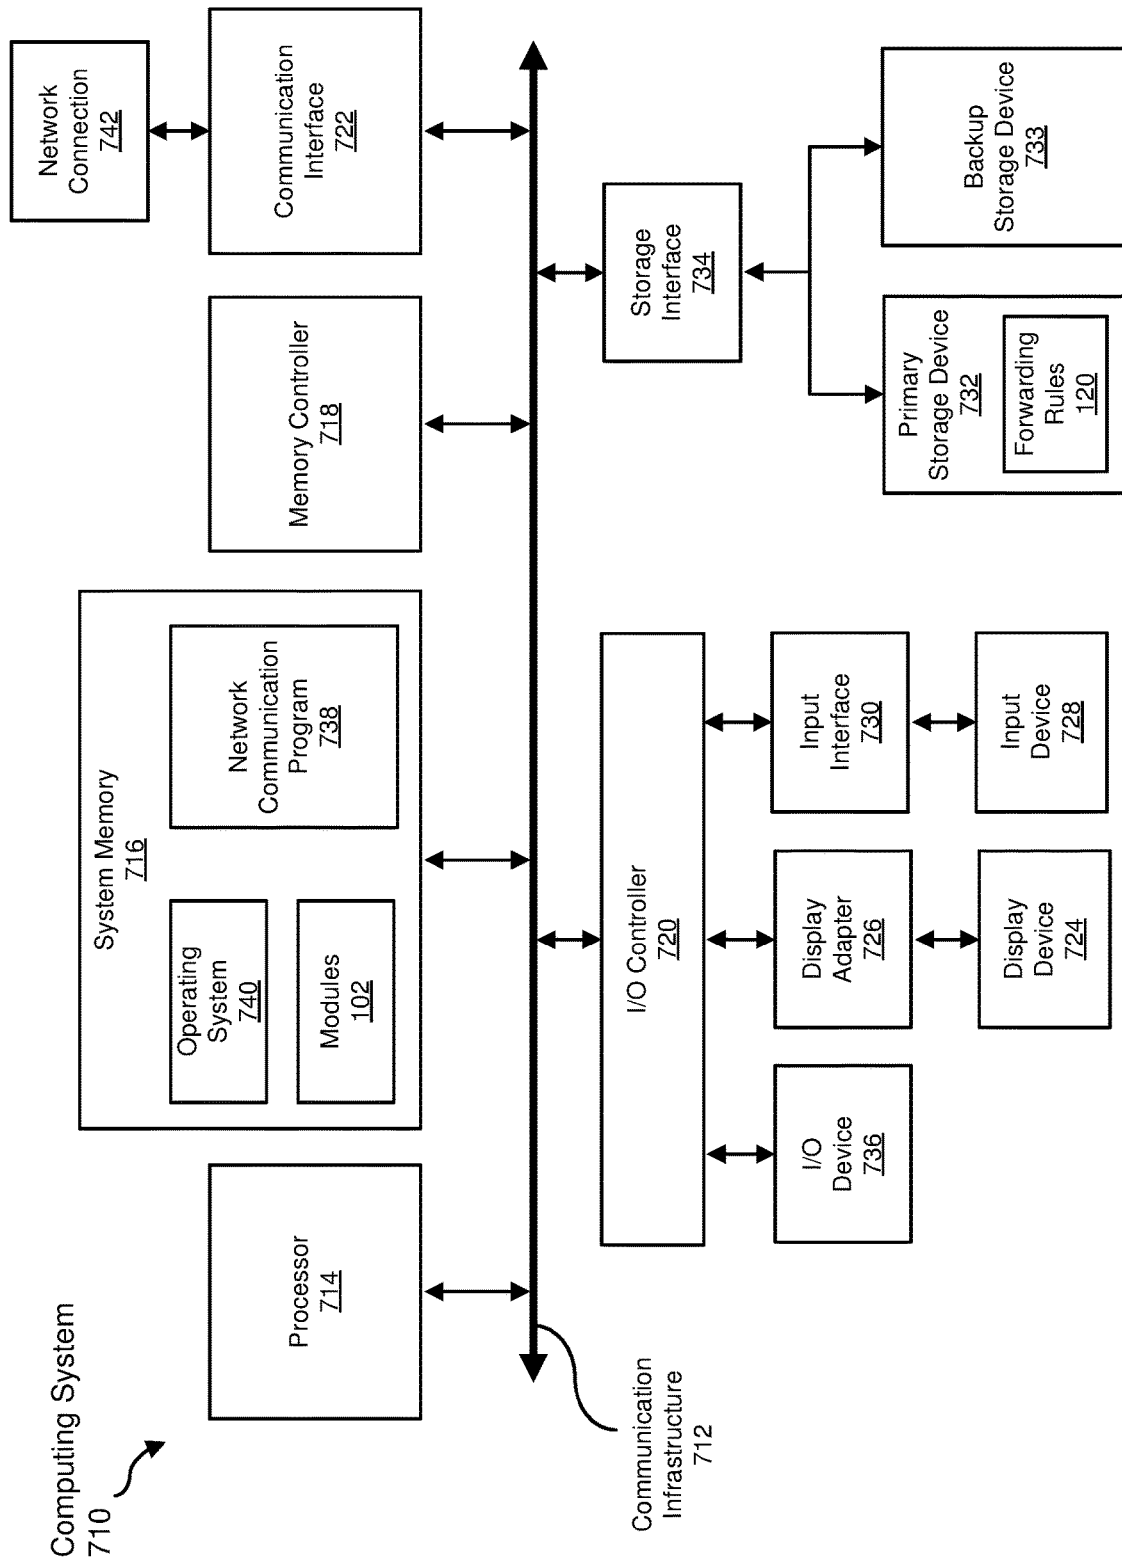 Computing System
710
Processor
714
System Memory
716
Operating
System
740
Modules
102
Network
Communication
Program
738
Memory Controller
718
Communication
Interface
722
Network
Connection
742
Communication
Infrastructure
712
I/O Controller
720
I/O
Device
736
Display
Adapter
726
Display
Device
724
Input
Interface
730
Input
Device
728
Storage
Interface
734
Primary
Storage Device
732
Forwarding
Rules
120
Backup
Storage Device
733